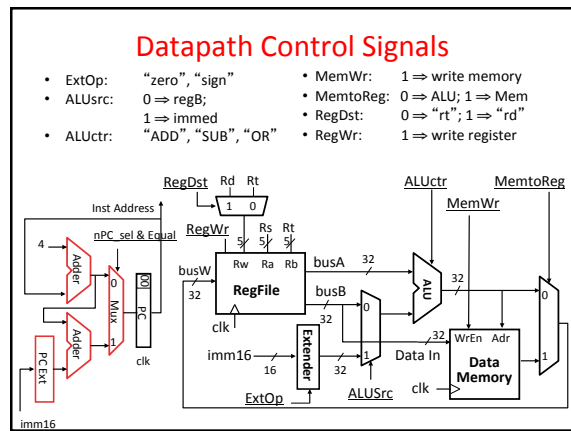 Datapath Control Signals
• ExtOp: "zero", "sign"
• ALUsrc: 0 ⇒ regB;
1 ⇒ immed
• ALUctr: "ADD", "SUB", "OR"
• MemWr: 1 ⇒ write memory
• MemtoReg: 0 ⇒ ALU; 1 ⇒ Mem
• RegDst: 0 ⇒ "rt"; 1 ⇒ "rd"
• RegWr: 1 ⇒ write register
Inst Address
4
Adder
nPC_sel & Equal
0
Mux
1
00
PC
clk
Adder
PC Ext
imm16
RegDst
Rd Rt
1 0
RegWr
5
Rs Rt
5 5
Rw Ra Rb
RegFile
busW
32
clk
busA
32
busB
32
imm16
16
Extender
32
ExtOp
0
1
ALUSrc
ALUctr
ALU
32
MemWr
MemtoReg
Data In
32
WrEn Adr
Data
Memory
clk
0
1